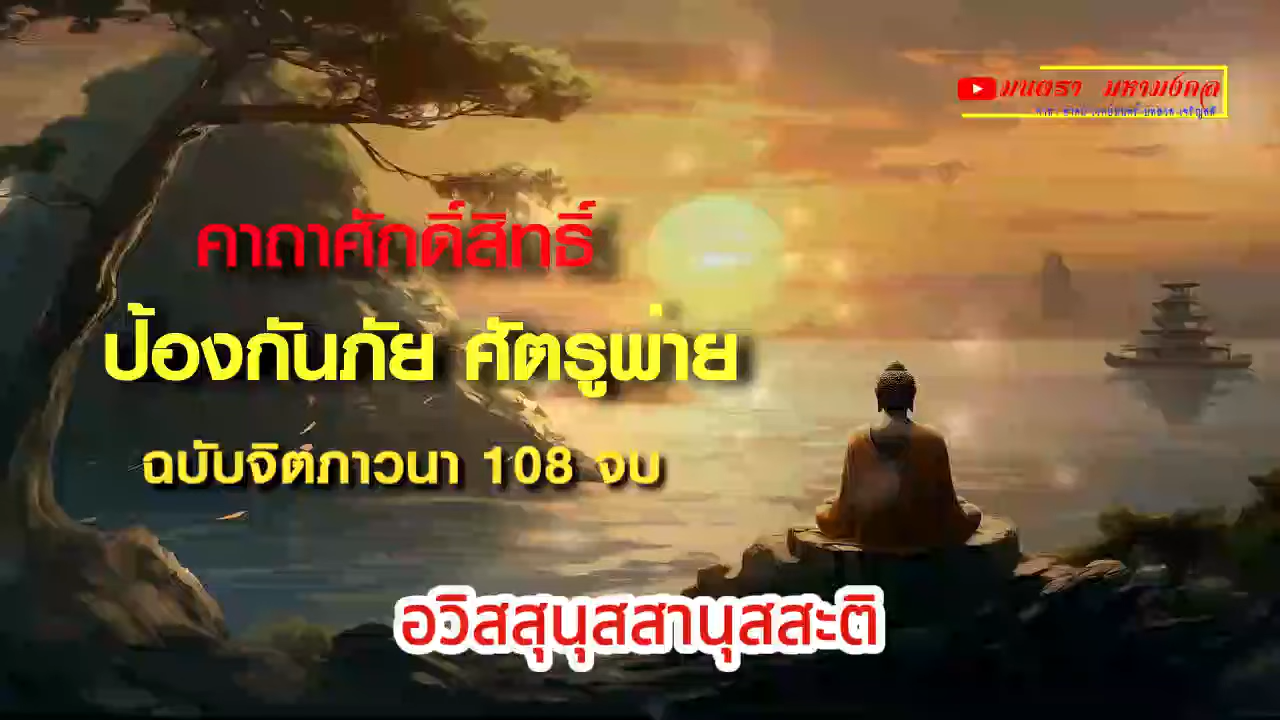 มนตรา มหามงคล
คาถาศักดิ์สิทธิ์
ป้องกันภัย ศัตรูพ่าย
ฉบับจิตภาวนา 108 จบ
อวิสสุนุสสานุสสะติ